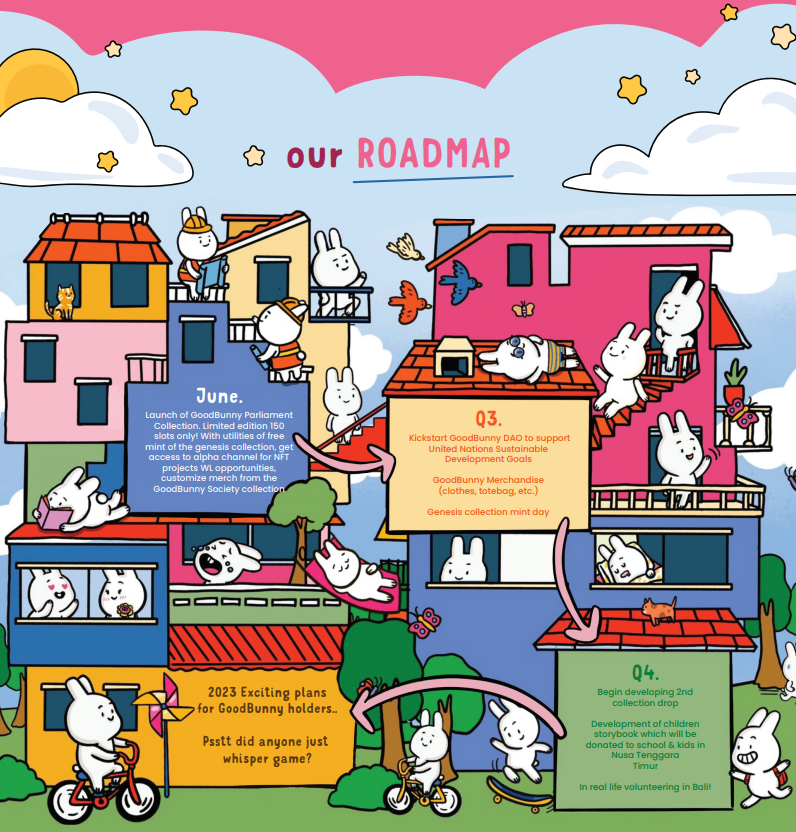 our ROADMAP
June.
Launch of GoodBunny Parliament
Collection. Limited edition 150
slots only! With utilities of free
mint of the genesis collection, get
access to alpha channel for NFT
projects WL opportunities,
customize merch from the
GoodBunny Society collection.
Q3.
Kickstart GoodBunny DAO to support
United Nations Sustainable
Development Goals
GoodBunny Merchandise
(clothes, totebag, etc.)
Genesis collection mint day
Q4.
Begin developing 2nd
collection drop
Development of children
storybook which will be
donated to school & kids in
Nusa Tenggara
Timur
In real life volunteering in Bali!
2023 Exciting plans
for GoodBunny holders..
Psstt did anyone just
whisper game?